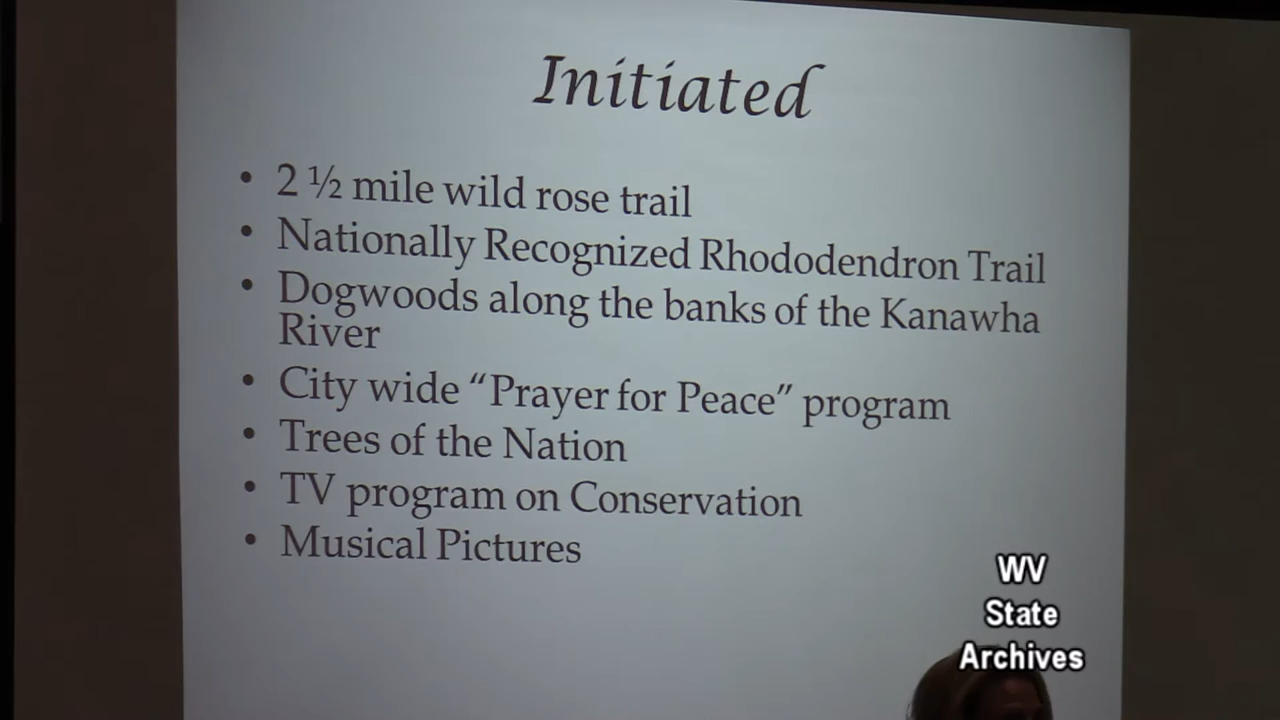 Initiated
• 2 ½ mile wild rose trail
• Nationally Recognized Rhododendron Trail
• Dogwoods along the banks of the Kanawha
River
• City wide “Prayer for Peace” program
• Trees of the Nation
• TV program on Conservation
• Musical Pictures
WV
State
Archives